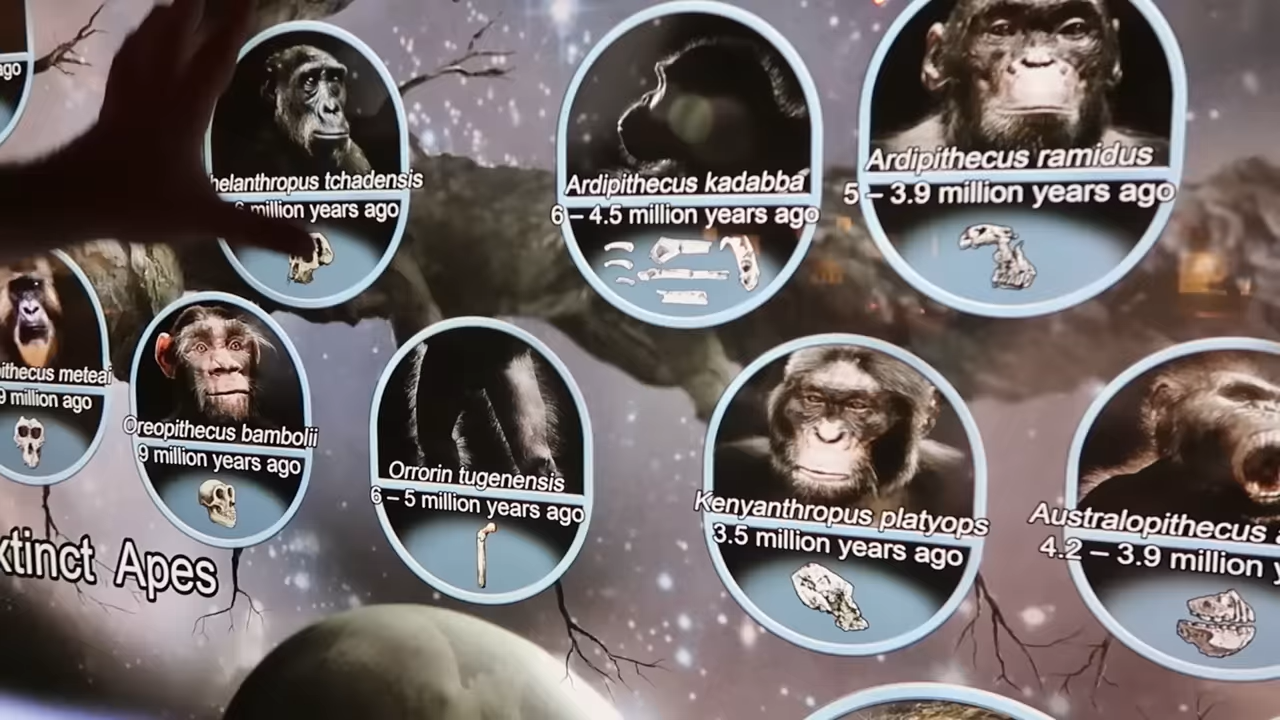 ago
helanthropus tchadensis
million years ago
Ardipithecus kadabba
6 – 4.5 million years ago
Ardipithecus ramidus
5 – 3.9 million years ago
ithecus meteai
9 million ago
Oreopithecus bambolii
9 million years ago
Orrorin tugenensis
6 – 5 million years ago
Kenyanthropus platyops
3.5 million years ago
Australopithecus
4.2 – 3.9 million
xtinct Apes